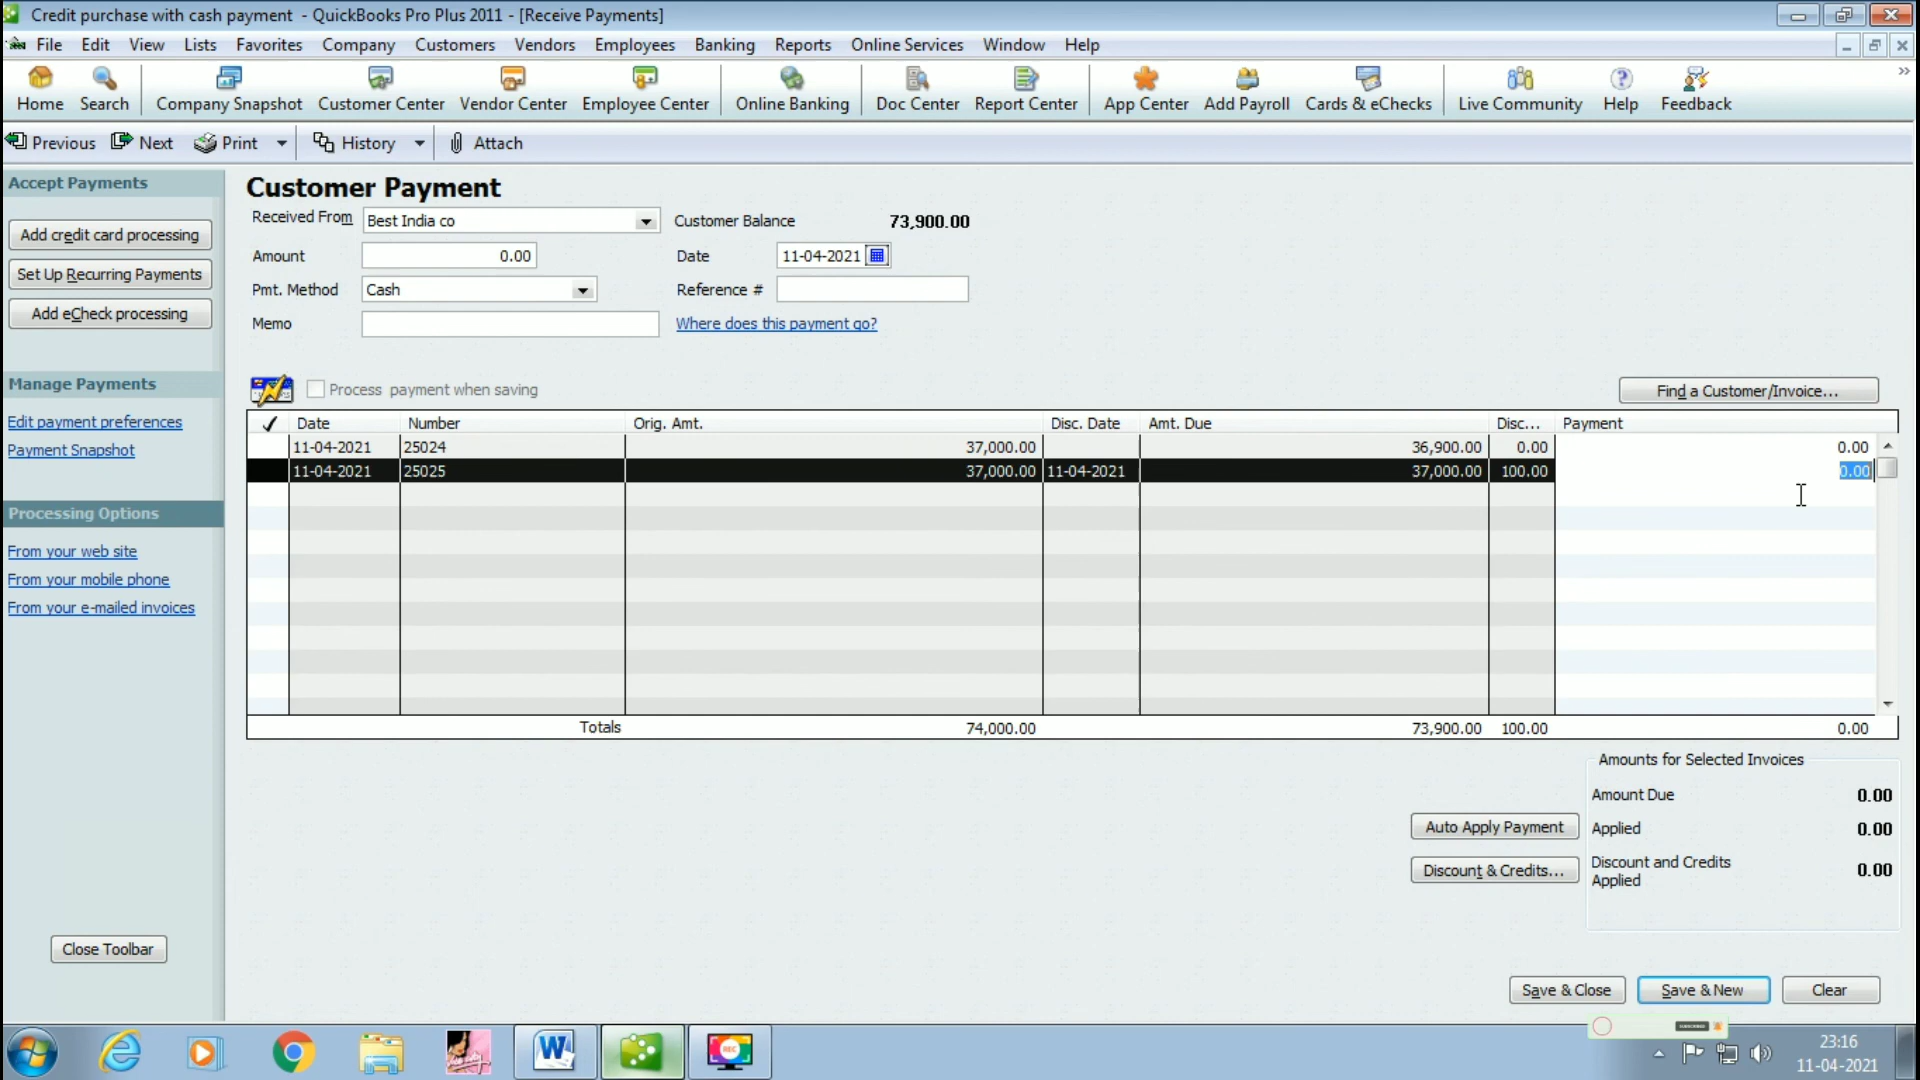 Credit purchase with cash payment - QuickBooks Pro Plus 2011 - [Receive Payments]
File Edit View Lists Favorites Company Customers Vendors Employees Banking Reports Online Services Window Help
Home Search Company Snapshot Customer Center Vendor Center Employee Center Online Banking Doc Center Report Center App Center Add Payroll Cards & eChecks Live Community Help Feedback
Previous Next Print History Attach
Accept Payments
Add credit card processing
Set Up Recurring Payments
Add eCheck processing
Manage Payments
Edit payment preferences
Payment Snapshot
Processing Options
From your web site
From your mobile phone
From your e-mailed invoices
Close Toolbar
Customer Payment
Received From Best India co Customer Balance 73,900.00
Amount 0.00 Date 11-04-2021
Pmt. Method Cash Reference #
Memo Where does this payment go?
Process payment when saving Find a Customer/Invoice...
Date Number Orig. Amt. Disc. Date Amt. Due Disc... Payment
11-04-2021 25024 37,000.00 36,900.00 0.00 0.00
11-04-2021 25025 37,000.00 11-04-2021 37,000.00 100.00 0.00
Totals 74,000.00 73,900.00 100.00 0.00
Amounts for Selected Invoices
Amount Due 0.00
Auto Apply Payment Applied 0.00
Discount & Credits... Discount and Credits Applied 0.00
Save & Close Save & New Clear
W REC
23:16
11-04-2021